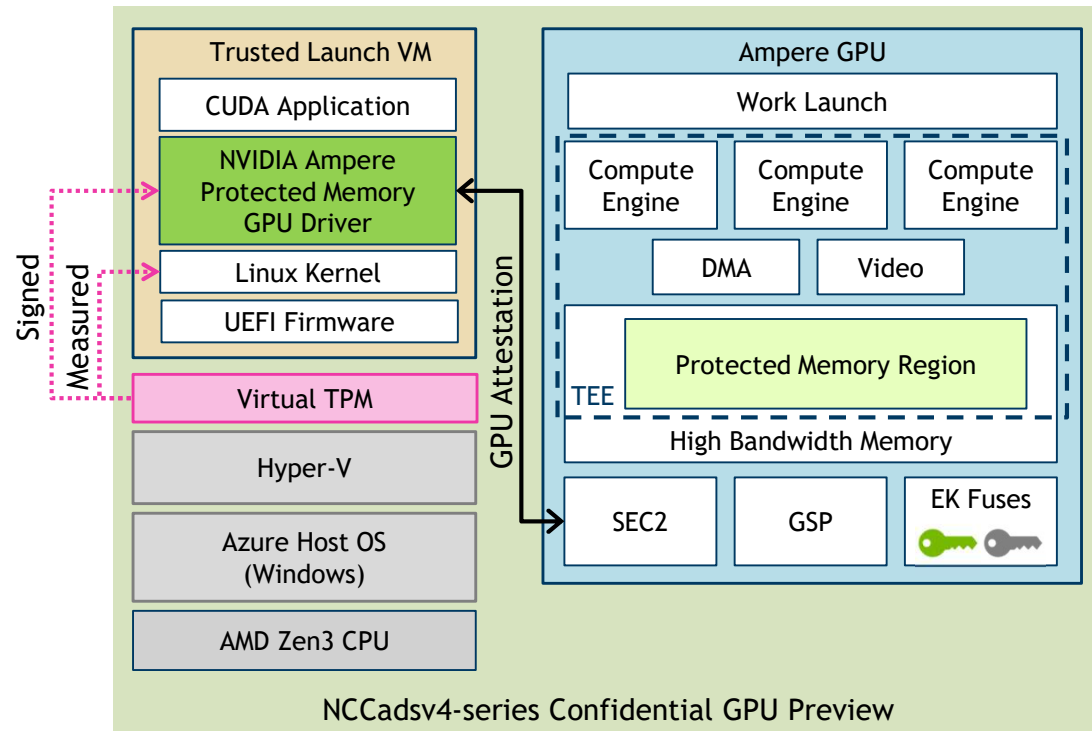 Trusted Launch VM
CUDA Application
NVIDIA Ampere
Protected Memory
GPU Driver
Linux Kernel
UEFI Firmware
Signed
Measured
Virtual TPM
Hyper-V
Azure Host OS
(Windows)
AMD Zen3 CPU
GPU Attestation
Ampere GPU
Work Launch
Compute
Engine
Compute
Engine
Compute
Engine
DMA
Video
Protected Memory Region
TEE
High Bandwidth Memory
SEC2
GSP
EK Fuses
NCCadsv4-series Confidential GPU Preview